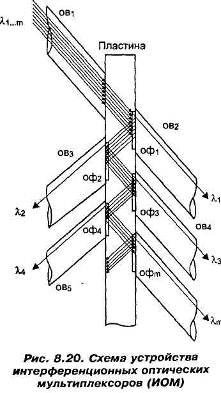 λ1...m
ОВ1
Пластина
ОВ2
ОФ1
ОВ3
λ1
ОФ2
λ2
ОФ3
ОВ4
ОФ4
λ3
λ4
ОФm
ОВ5
λm
Рис. 8.20. Схема устройства
интерференционных оптических
мультиплексоров (ИОМ)